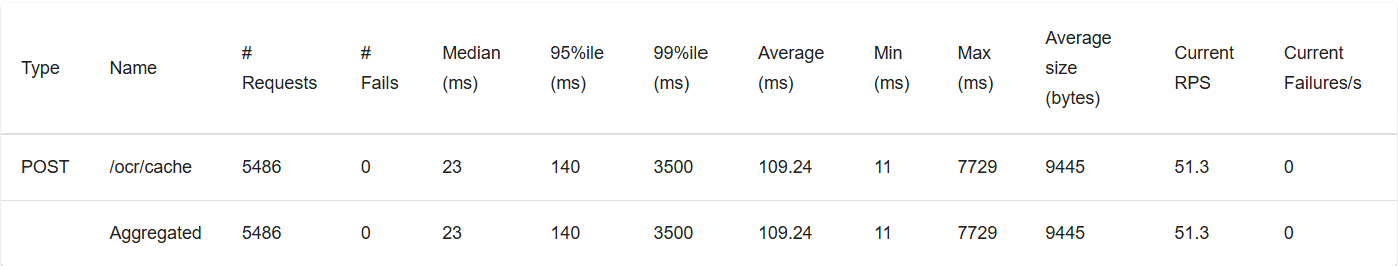 Type Name # Requests # Fails Median (ms) 95%ile (ms) 99%ile (ms) Average (ms) Min (ms) Max (ms) Average size (bytes) Current RPS Current Failures/s
POST /ocr/cache 5486 0 23 140 3500 109.24 11 7729 9445 51.3 0
Aggregated 5486 0 23 140 3500 109.24 11 7729 9445 51.3 0